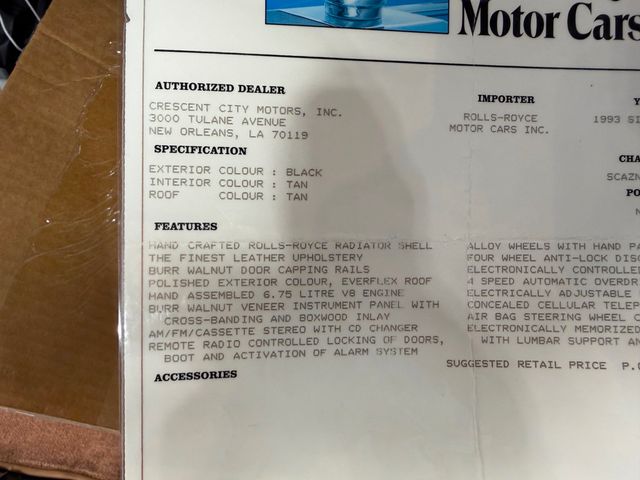 Motor Cars
AUTHORIZED DEALER
CRESCENT CITY MOTORS, INC.
3000 TULANE AVENUE
NEW ORLEANS, LA 70119
IMPORTER
ROLLS-ROYCE
MOTOR CARS INC.
1993
SPECIFICATION
EXTERIOR COLOUR : BLACK
INTERIOR COLOUR : TAN
ROOF COLOUR : TAN
FEATURES
HAND CRAFTED ROLLS-ROYCE RADIATOR SHELL
THE FINEST LEATHER UPHOLSTERY
BURR WALNUT DOOR CAPPING RAILS
POLISHED EXTERIOR COLOUR, EVERFLEX ROOF
HAND ASSEMBLED 6.75 LITRE V8 ENGINE
BURR WALNUT VENEER INSTRUMENT PANEL WITH
CROSS-BANDING AND BOXWOOD INLAY
AM/FM/CASSETTE STEREO WITH CD CHANGER
REMOTE RADIO CONTROLLED LOCKING OF DOORS,
BOOT AND ACTIVATION OF ALARM SYSTEM
ALLOY WHEELS WITH HAND
FOUR WHEEL ANTI-LOCK
ELECTRONICALLY CONTROLLE
4 SPEED AUTOMATIC
ELECTRICALLY ADJUSTABLE
CONCEALED CELLULAR
AIR BAG STEERING WHEEL
ELECTRONICALLY MEMORIZED
WITH LUMBAR SUPPORT
SUGGESTED RETAIL PRICE
ACCESSORIES